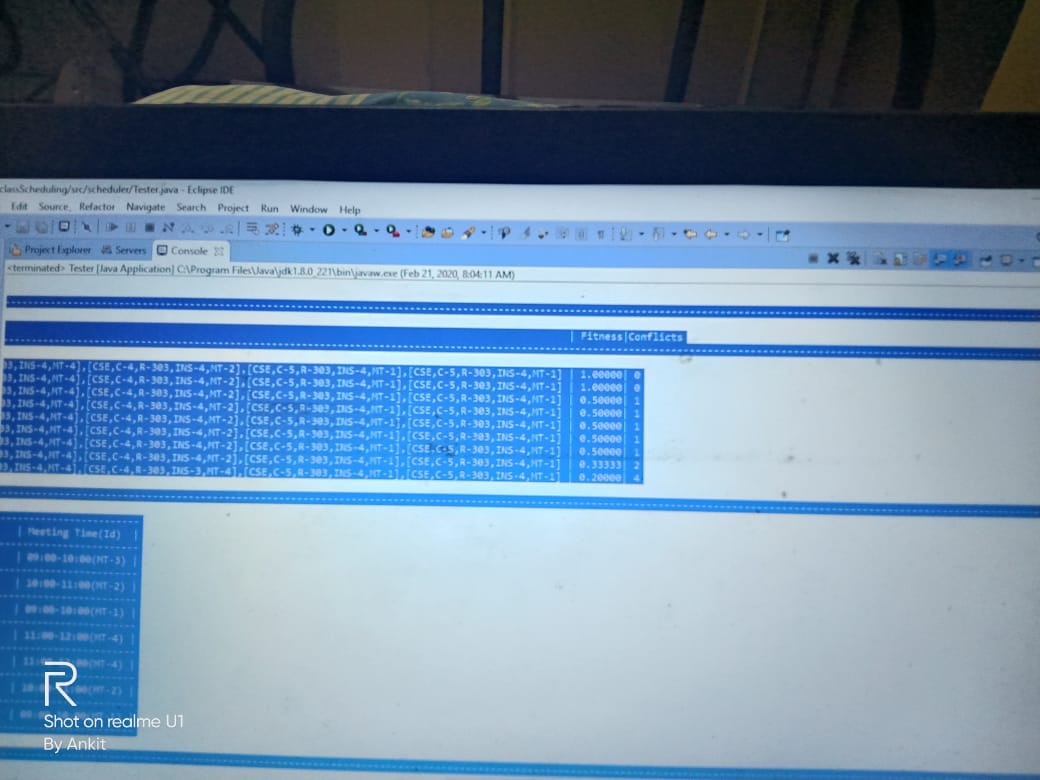 classScheduling/src/scheduler/Tester.java - Eclipse IDE
Edit Source Refactor Navigate Search Project Run Window Help
Project Explorer Servers Console
<terminated> Tester [Java Application] C:\Program Files\Java\jdk1.8.0_221\bin\javaw.exe (Feb 21, 2020, 8:04:11 AM)
| Fitness|Conflicts
03,INS-4,MT-4],[CSE,C-4,R-303,INS-4,MT-2],[CSE,C-5,R-303,INS-4,MT-1],[CSE,C-5,R-303,INS-4,MT-1] | 1.00000| 0
03,INS-4,MT-4],[CSE,C-4,R-303,INS-4,MT-2],[CSE,C-5,R-303,INS-4,MT-1],[CSE,C-5,R-303,INS-4,MT-1] | 1.00000| 0
03,INS-4,MT-4],[CSE,C-4,R-303,INS-4,MT-2],[CSE,C-5,R-303,INS-4,MT-1],[CSE,C-5,R-303,INS-4,MT-1] | 0.50000| 1
03,INS-4,MT-4],[CSE,C-4,R-303,INS-4,MT-2],[CSE,C-5,R-303,INS-4,MT-1],[CSE,C-5,R-303,INS-4,MT-1] | 0.50000| 1
03,INS-4,MT-4],[CSE,C-4,R-303,INS-4,MT-2],[CSE,C-5,R-303,INS-4,MT-1],[CSE,C-5,R-303,INS-4,MT-1] | 0.50000| 1
03,INS-4,MT-4],[CSE,C-4,R-303,INS-4,MT-2],[CSE,C-5,R-303,INS-4,MT-1],[CSE,C-5,R-303,INS-4,MT-1] | 0.50000| 1
03,INS-4,MT-4],[CSE,C-4,R-303,INS-4,MT-2],[CSE,C-5,R-303,INS-4,MT-1],[CSE,C-5,R-303,INS-4,MT-1] | 0.50000| 1
03,INS-4,MT-4],[CSE,C-4,R-303,INS-4,MT-2],[CSE,C-5,R-303,INS-4,MT-1],[CSE,C-5,R-303,INS-4,MT-1] | 0.33333| 2
03,INS-4,MT-4],[CSE,C-4,R-303,INS-3,MT-4],[CSE,C-5,R-303,INS-4,MT-1],[CSE,C-5,R-303,INS-4,MT-1] | 0.20000| 4
| Meeting Time(Id) |
| 09:00-10:00(MT-3) |
| 10:00-11:00(MT-2) |
| 09:00-10:00(MT-1) |
| 11:00-12:00(MT-4) |
(MT-4) |
(MT-2) |
R
Shot on realme U1
By Ankit